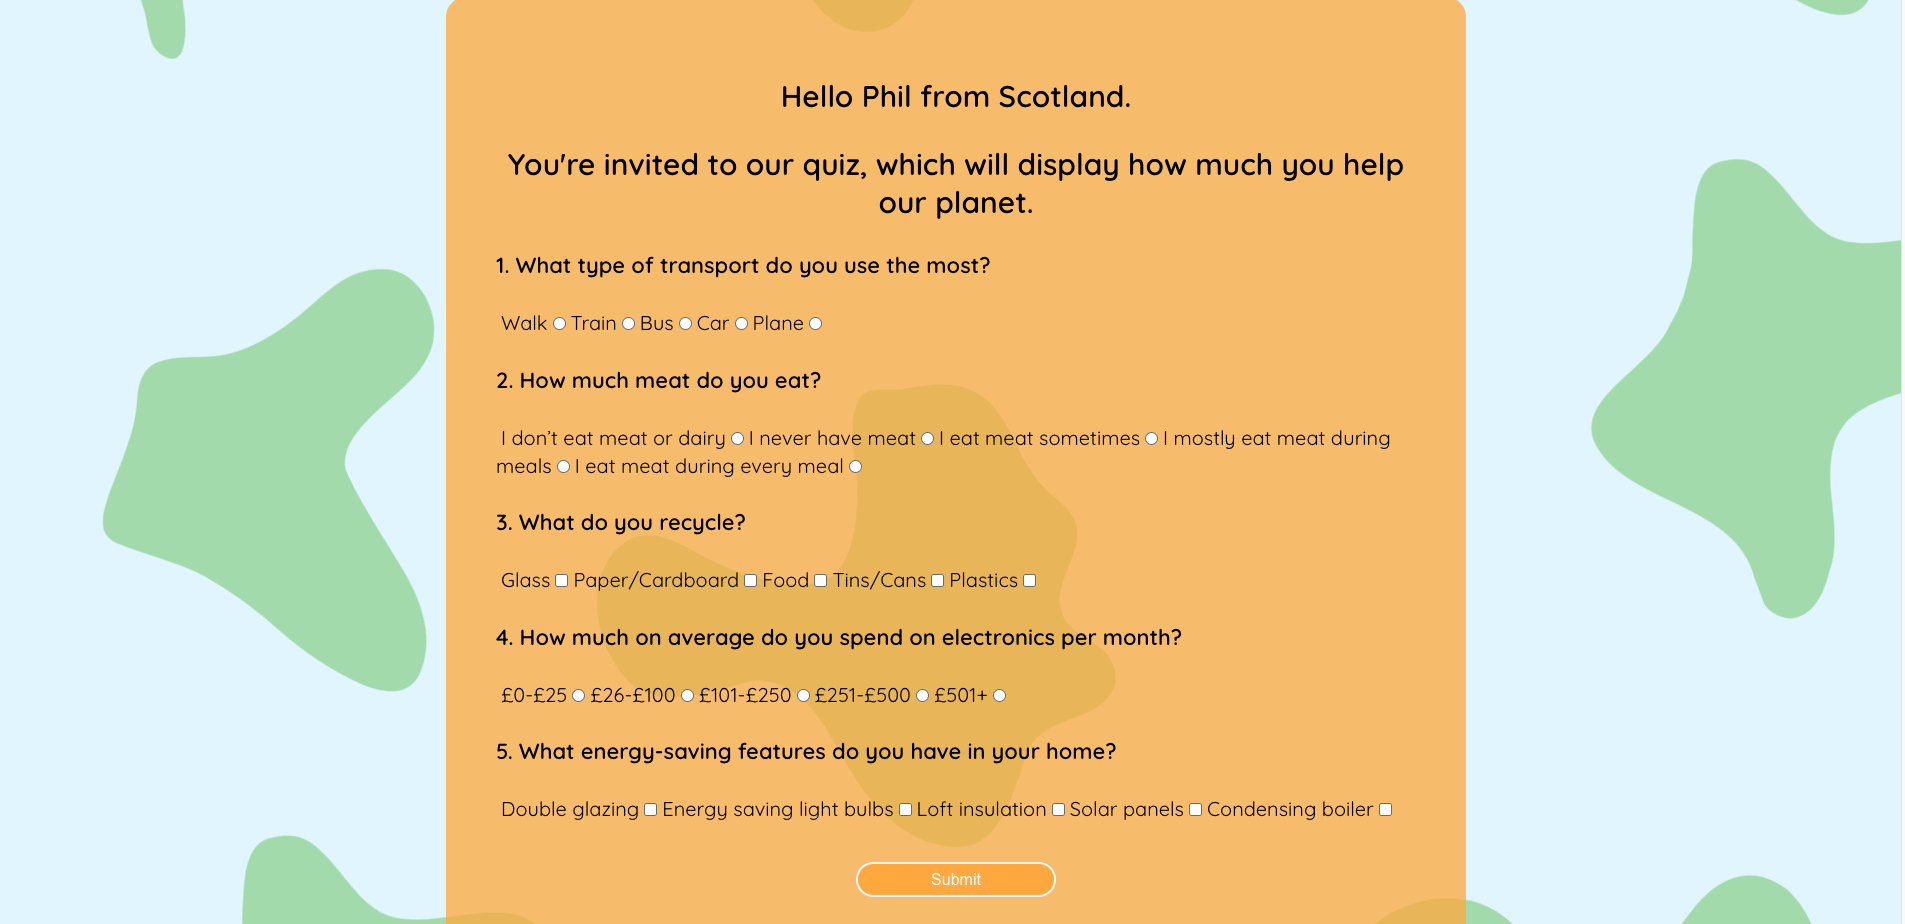 Hello Phil from Scotland.
You're invited to our quiz, which will display how much you help
our planet.
1. What type of transport do you use the most?
Walk Train Bus Car Plane
2. How much meat do you eat?
I don’t eat meat or dairy I never have meat I eat meat sometimes I mostly eat meat during
meals I eat meat during every meal
3. What do you recycle?
Glass Paper/Cardboard Food Tins/Cans Plastics
4. How much on average do you spend on electronics per month?
£0-£25 £26-£100 £101-£250 £251-£500 £501+
5. What energy-saving features do you have in your home?
Double glazing Energy saving light bulbs Loft insulation Solar panels Condensing boiler
Submit